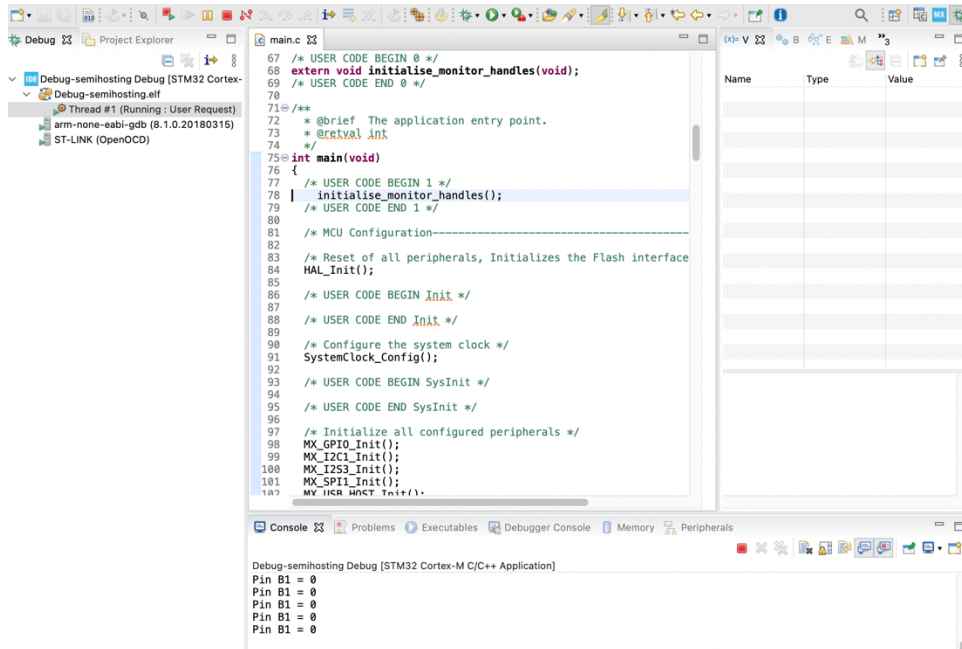 Debug
Project Explorer
Debug-semihosting Debug [STM32 Cortex-
Debug-semihosting.elf
Thread #1 (Running : User Request)
arm-none-eabi-gdb (8.1.0.20180315)
ST-LINK (OpenOCD)
main.c
67 /* USER CODE BEGIN 0 */
68 extern void initialise_monitor_handles(void);
69 /* USER CODE END 0 */
70
71 /**
72 * @brief The application entry point.
73 * @retval int
74 */
75 int main(void)
76 {
77 /* USER CODE BEGIN 1 */
78 initialise_monitor_handles();
79 /* USER CODE END 1 */
80
81 /* MCU Configuration----------------------------------------
82
83 /* Reset of all peripherals, Initializes the Flash interface
84 HAL_Init();
85
86 /* USER CODE BEGIN Init */
87
88 /* USER CODE END Init */
89
90 /* Configure the system clock */
91 SystemClock_Config();
92
93 /* USER CODE BEGIN SysInit */
94
95 /* USER CODE END SysInit */
96
97 /* Initialize all configured peripherals */
98 MX_GPIO_Init();
99 MX_I2C1_Init();
100 MX_I2S3_Init();
101 MX_SPI1_Init();
102 MX_USB_HOST_Init();
(x)= V B E M »3
Name Type Value
Console Problems Executables Debugger Console Memory Peripherals
Debug-semihosting Debug [STM32 Cortex-M C/C++ Application]
Pin B1 = 0
Pin B1 = 0
Pin B1 = 0
Pin B1 = 0
Pin B1 = 0